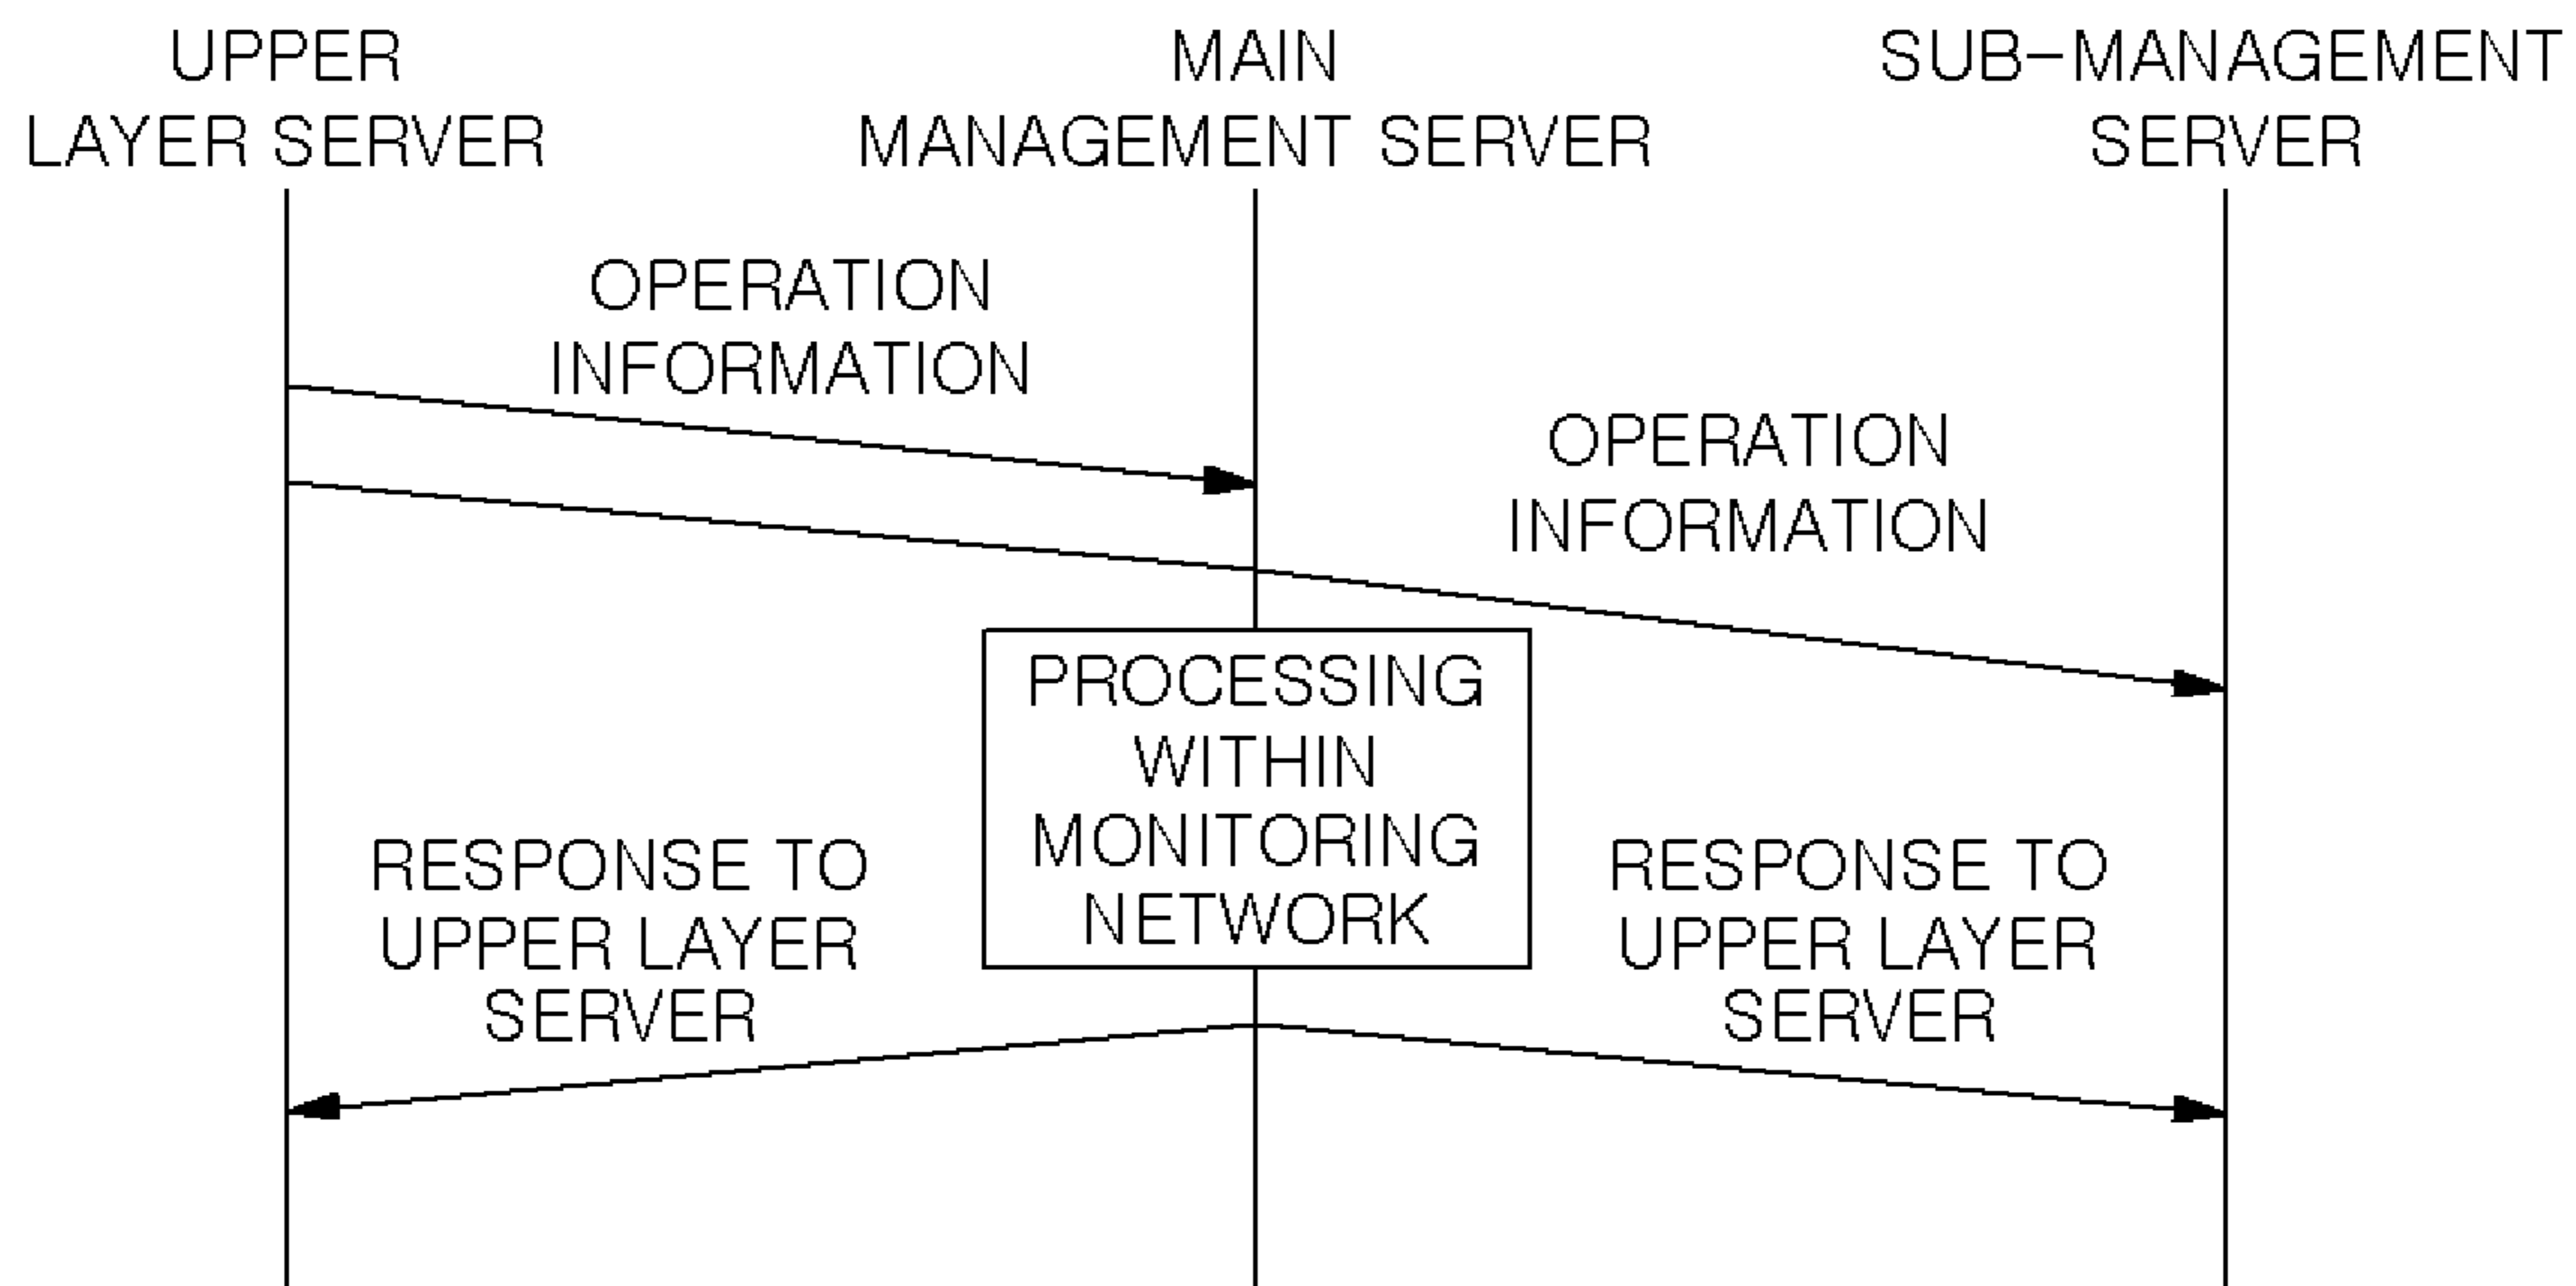 UPPER
LAYER SERVER
MAIN
MANAGEMENT SERVER
SUB-MANAGEMENT
SERVER
OPERATION
INFORMATION
OPERATION
INFORMATION
PROCESSING
WITHIN
MONITORING
NETWORK
RESPONSE TO
UPPER LAYER
SERVER
RESPONSE TO
UPPER LAYER
SERVER